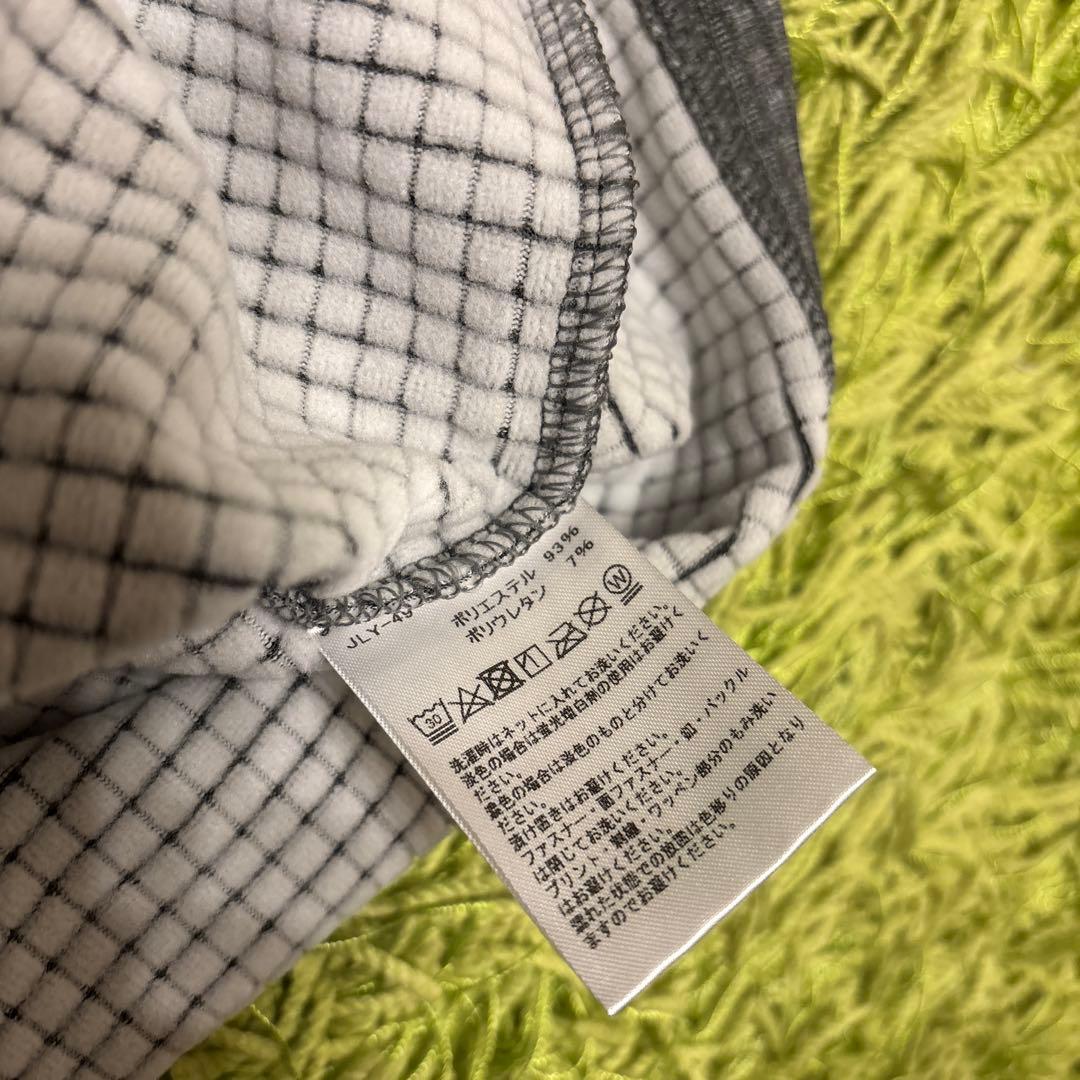 JLY-49
ポリエステル 93%
ポリウレタン 7%
30 W
洗濯時はネットに入れてお洗いください。
淡色の場合は蛍光増白剤の使用はお避けく
ださい。
濃色の場合は淡色のものと分けてお洗いく
ださい。
漬け置きはお避けください。
ファスナー・面ファスナー・釦・バックル
は閉じてお洗いください。
プリント、刺繍、ワッペン部分のもみ洗い
はお避けください。
濡れた状態での放置は色移りの原因となり
ますのでお避けください。